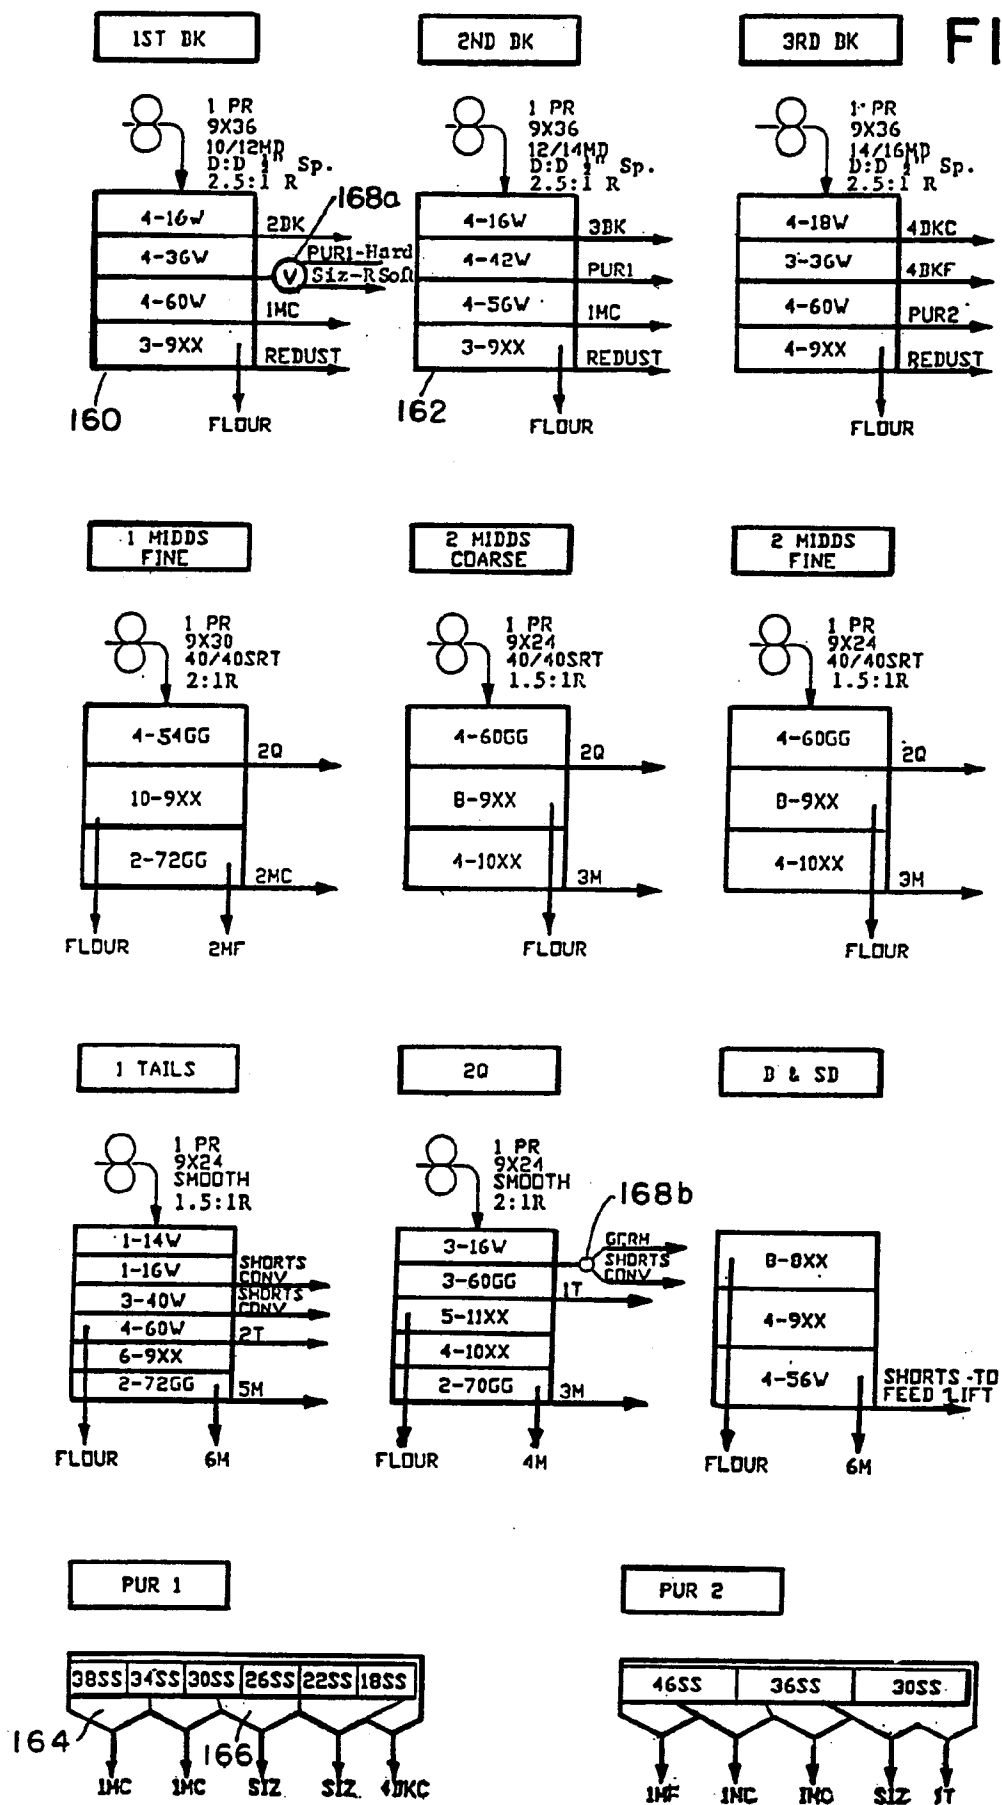 FI
1ST BK
1 PR
9X36
10/12MD
D:D ½" Sp.
2.5:1 R
168a
4-16W
2BK
4-36W
PUR1-Hard
V
Siz-RSoft
4-60W
1MC
3-9XX
REDUST
160
FLOUR
2ND BK
1 PR
9X36
12/14MD
D:D ½" Sp.
2.5:1 R
4-16W
3BK
4-42W
PUR1
4-56W
1MC
3-9XX
REDUST
162
FLOUR
3RD BK
1 PR
9X36
14/16MD
D:D ½" Sp.
2.5:1 R
4-18W
4BKC
3-36W
4BKF
4-60W
PUR2
4-9XX
REDUST
FLOUR
1 MIDDS
FINE
1 PR
9X30
40/40SRT
2:1R
4-54GG
2Q
10-9XX
2-72GG
2MC
FLOUR
2MF
2 MIDDS
COARSE
1 PR
9X24
40/40SRT
1.5:1R
4-60GG
2Q
8-9XX
4-10XX
3M
FLOUR
2 MIDDS
FINE
1 PR
9X24
40/40SRT
1.5:1R
4-60GG
2Q
8-9XX
4-10XX
3M
FLOUR
1 TAILS
1 PR
9X24
SMOOTH
1.5:1R
1-14W
1-16W
SHORTS
CONV
3-40W
SHORTS
CONV
4-60W
2T
6-9XX
2-72GG
5M
FLOUR
6M
2Q
1 PR
9X24
SMOOTH
2:1R
168b
3-16W
GERM
SHORTS
CONV
3-60GG
1T
5-11XX
4-10XX
2-70GG
3M
FLOUR
4M
B & SD
8-8XX
4-9XX
4-56W
SHORTS -TO
FEED LIFT
FLOUR
6M
PUR 1
38SS 34SS 30SS 26SS 22SS 18SS
164
166
1MC 1MC SIZ SIZ 4BKC
PUR 2
46SS 36SS 30SS
1MF 1MC SIZ 1T